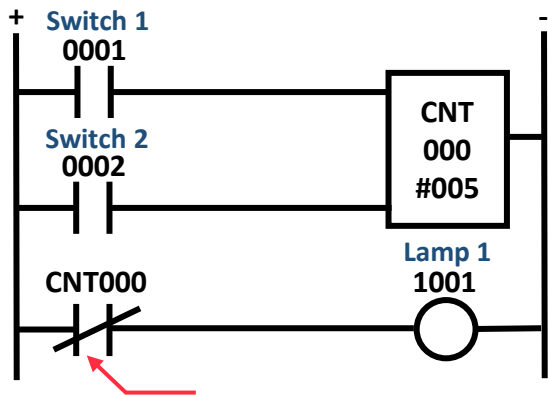 +
-
Switch 1
0001
Switch 2
0002
CNT
000
#005
CNT000
Lamp 1
1001